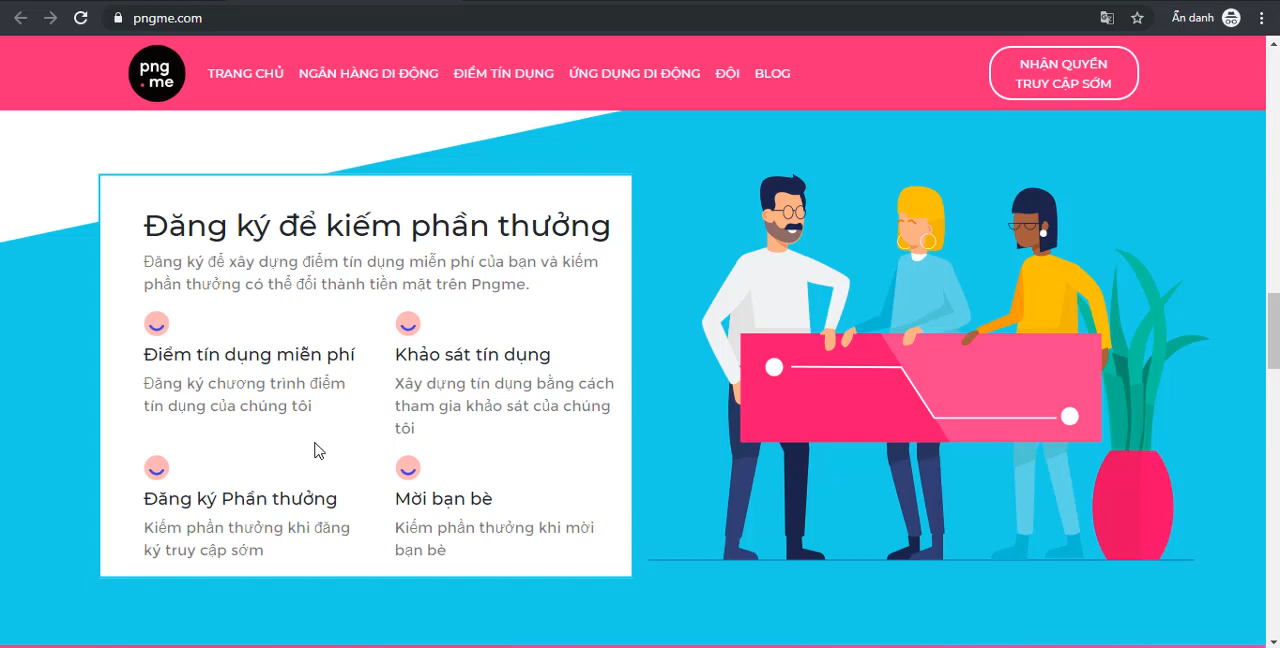 pngme.com
Ẩn danh
png
.me
TRANG CHỦ
NGÂN HÀNG DI ĐỘNG
ĐIỂM TÍN DỤNG
ỨNG DỤNG DI ĐỘNG
ĐỘI
BLOG
NHẬN QUYỀN
TRUY CẬP SỚM
Đăng ký để kiếm phần thưởng
Đăng ký để xây dựng điểm tín dụng miễn phí của bạn và kiếm
phần thưởng có thể đổi thành tiền mặt trên Pngme.
Điểm tín dụng miễn phí
Đăng ký chương trình điểm
tín dụng của chúng tôi
Khảo sát tín dụng
Xây dựng tín dụng bằng cách
tham gia khảo sát của chúng
tôi
Đăng ký Phần thưởng
Kiếm phần thưởng khi đăng
ký truy cập sớm
Mời bạn bè
Kiếm phần thưởng khi mời
bạn bè